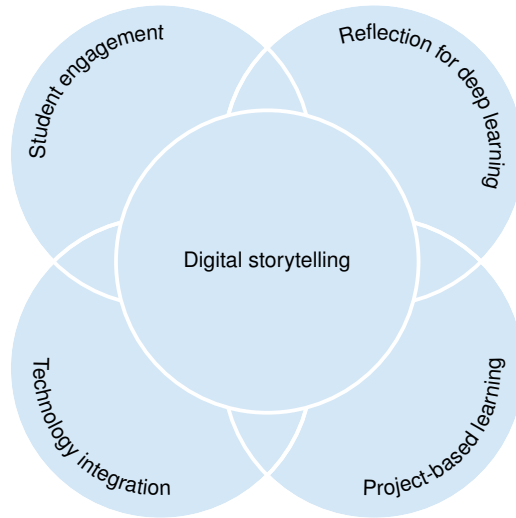 Student engagement
Reflection for deep learning
Digital storytelling
Technology integration
Project-based learning